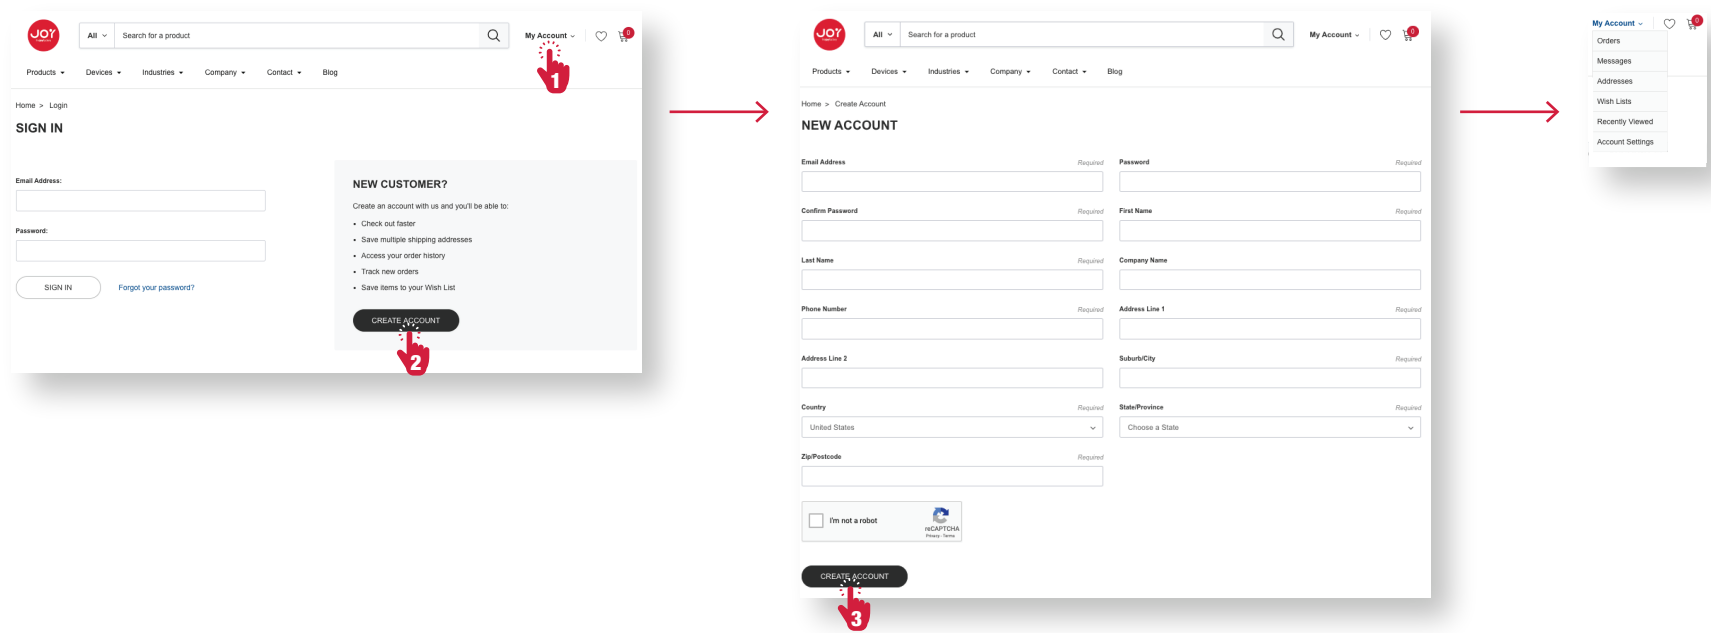 JOY
All
Search for a product
My Account
0
1
Products
Devices
Industries
Company
Contact
Blog
Home > Login
SIGN IN
Email Address:
Password:
SIGN IN
Forgot your password?
NEW CUSTOMER?
Create an account with us and you'll be able to:
• Check out faster
• Save multiple shipping addresses
• Access your order history
• Track new orders
• Save items to your Wish List
CREATE ACCOUNT
2
JOY
All
Search for a product
My Account
0
Products
Devices
Industries
Company
Contact
Blog
Home > Create Account
NEW ACCOUNT
Email Address Required
Password Required
Confirm Password Required
First Name Required
Last Name Required
Company Name
Phone Number Required
Address Line 1 Required
Address Line 2
Suburb/City Required
Country Required
United States
State/Province Required
Choose a State
Zip/Postcode Required
I'm not a robot
reCAPTCHA
Privacy - Terms
CREATE ACCOUNT
3
My Account
0
Orders
Messages
Addresses
Wish Lists
Recently Viewed
Account Settings